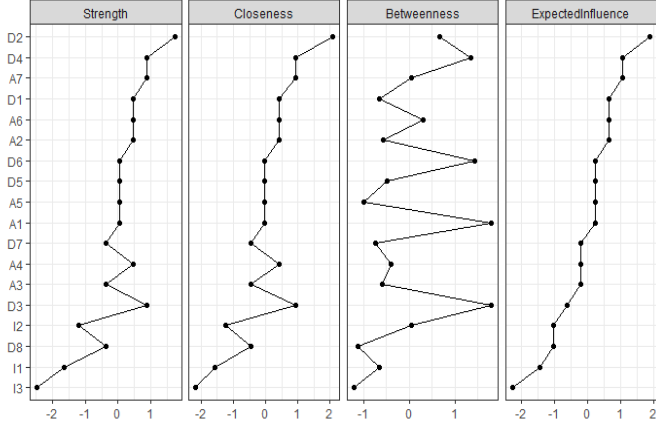 Strength Closeness Betweenness ExpectedInfluence
D2
D4
A7
D1
A6
A2
D6
D5
A5
A1
D7
A4
A3
D3
I2
D8
I1
I3
-2 -1 0 1 -2 -1 0 1 2 -1 0 1 -2 -1 0 1 2